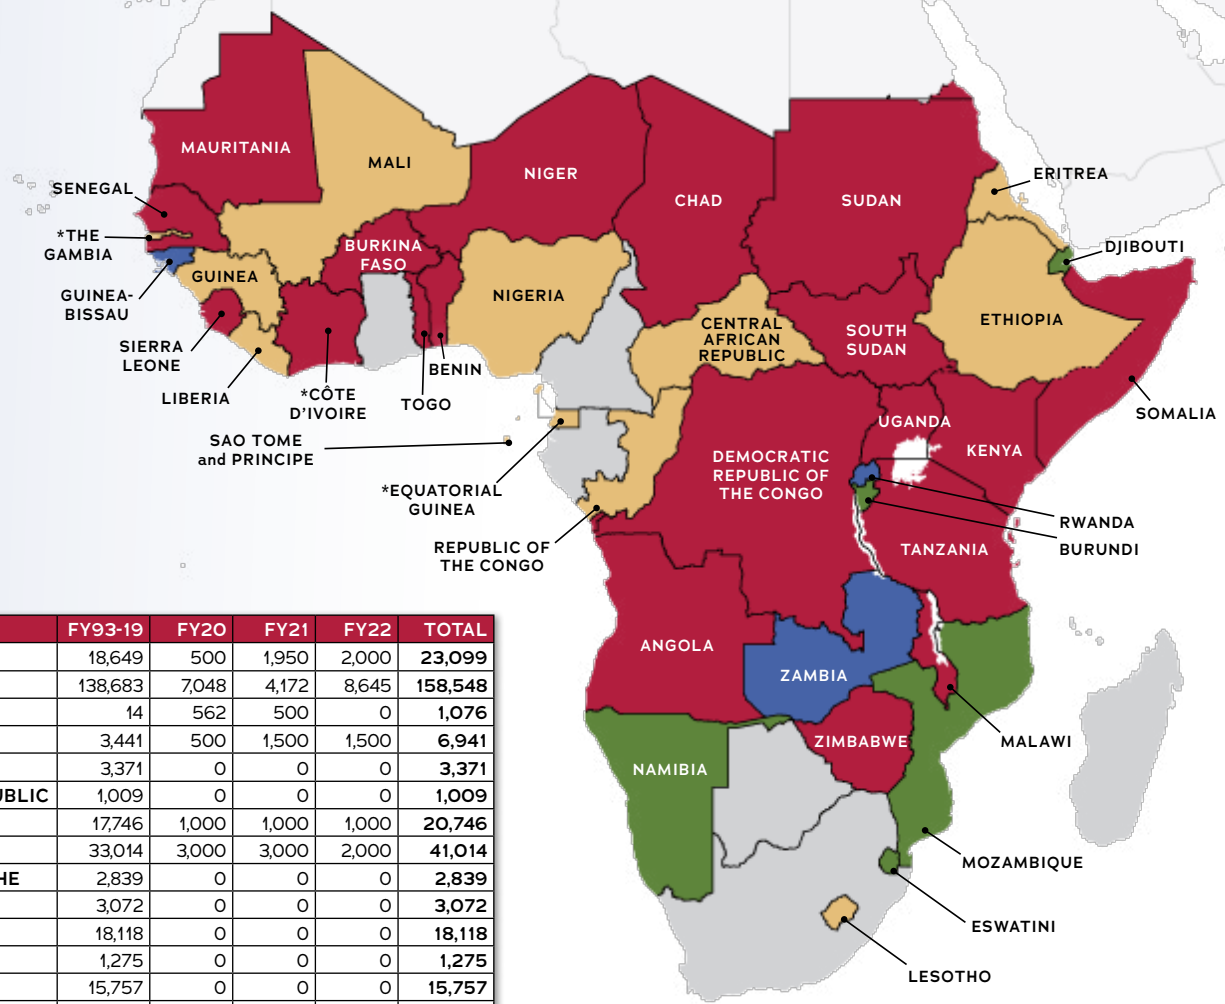 MAURITANIA
MALI
NIGER
CHAD
SUDAN
ERITREA
SENEGAL
*THE
GAMBIA
BURKINA
FASO
DJIBOUTI
GUINEA
GUINEA-
BISSAU
NIGERIA
ETHIOPIA
CENTRAL
AFRICAN
REPUBLIC
SOUTH
SUDAN
SIERRA
LEONE
LIBERIA
*CÔTE
D'IVOIRE
TOGO
BENIN
SOMALIA
UGANDA
KENYA
SAO TOME
and PRINCIPE
DEMOCRATIC
REPUBLIC OF
THE CONGO
*EQUATORIAL
GUINEA
RWANDA
BURUNDI
TANZANIA
REPUBLIC OF
THE CONGO
ANGOLA
ZAMBIA
MALAWI
ZIMBABWE
NAMIBIA
MOZAMBIQUE
ESWATINI
LESOTHO
FY93-19 FY20 FY21 FY22 TOTAL
18,649 500 1,950 2,000 23,099
138,683 7,048 4,172 8,645 158,548
14 562 500 0 1,076
3,441 500 1,500 1,500 6,941
3,371 0 0 0 3,371
UBLIC 1,009 0 0 0 1,009
17,746 1,000 1,000 1,000 20,746
33,014 3,000 3,000 2,000 41,014
HE 2,839 0 0 0 2,839
3,072 0 0 0 3,072
18,118 0 0 0 18,118
1,275 0 0 0 1,275
15,757 0 0 0 15,757